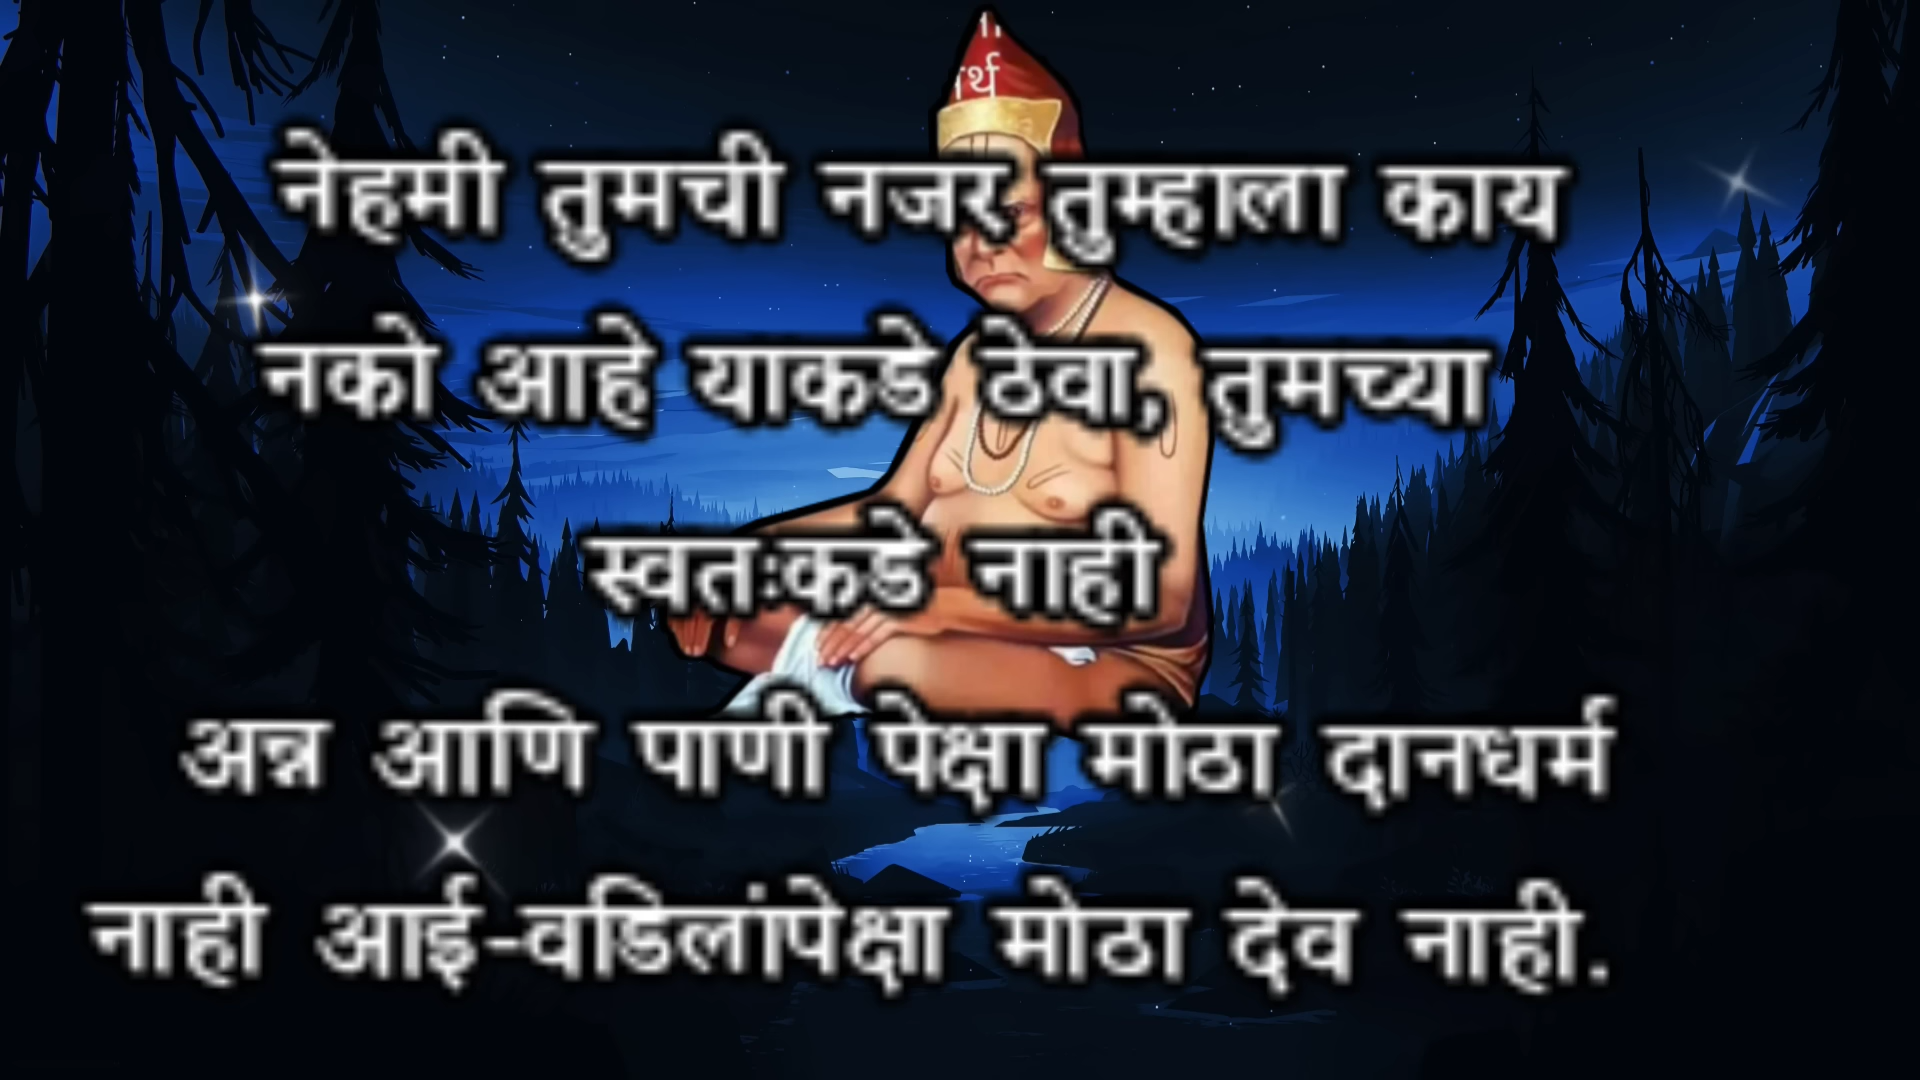 र्थ
नेहमी तुमची नजर तुम्हाला काय
नको आहे याकडे ठेवा, तुमच्या
स्वतःकडे नाही
अन्न आणि पाणी पेक्षा मोठा दानधर्म
नाही आई-वडिलांपेक्षा मोठा देव नाही.